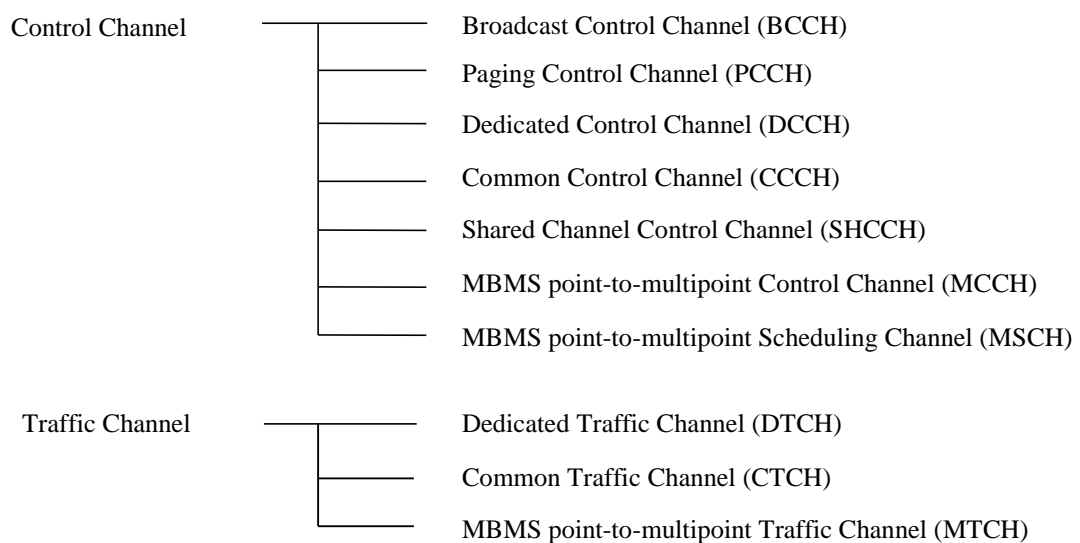 Control Channel
Broadcast Control Channel (BCCH)
Paging Control Channel (PCCH)
Dedicated Control Channel (DCCH)
Common Control Channel (CCCH)
Shared Channel Control Channel (SHCCH)
MBMS point-to-multipoint Control Channel (MCCH)
MBMS point-to-multipoint Scheduling Channel (MSCH)
Traffic Channel
Dedicated Traffic Channel (DTCH)
Common Traffic Channel (CTCH)
MBMS point-to-multipoint Traffic Channel (MTCH)